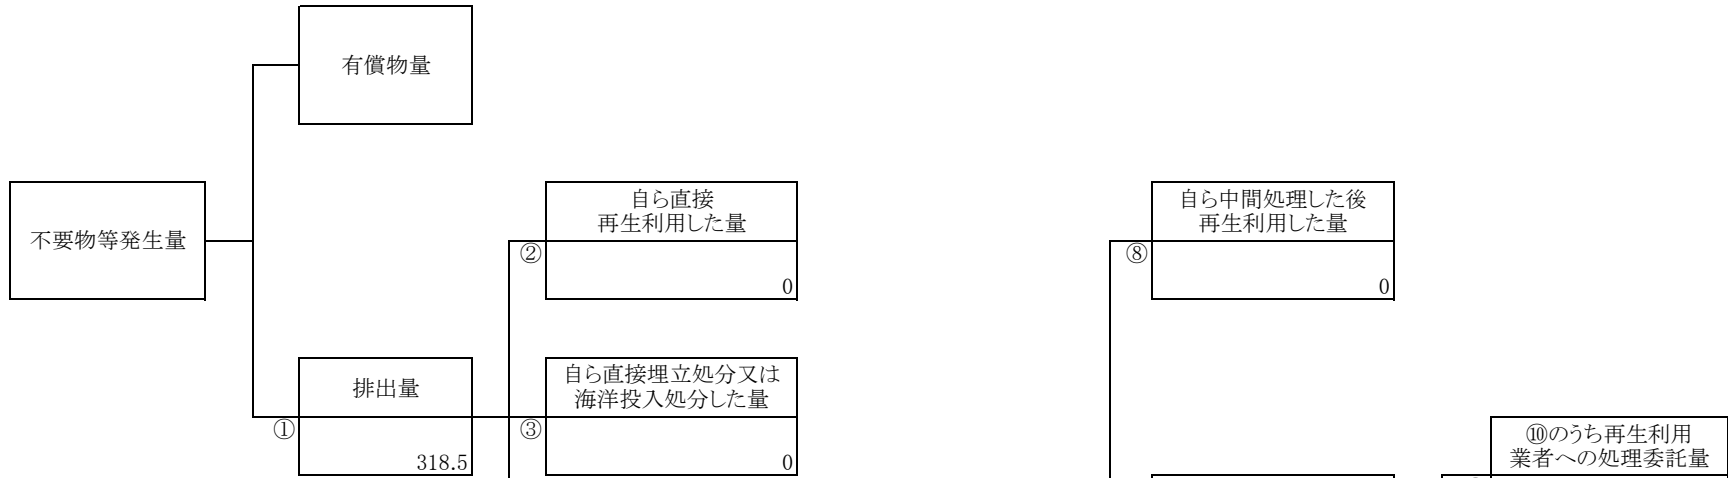 有償物量
不要物等発生量
自ら直接
再生利用した量
②
0
自ら中間処理した後
再生利用した量
⑧
0
排出量
①
318.5
自ら直接埋立処分又は
海洋投入処分した量
③
0
⑩のうち再生利用
業者への処理委託量